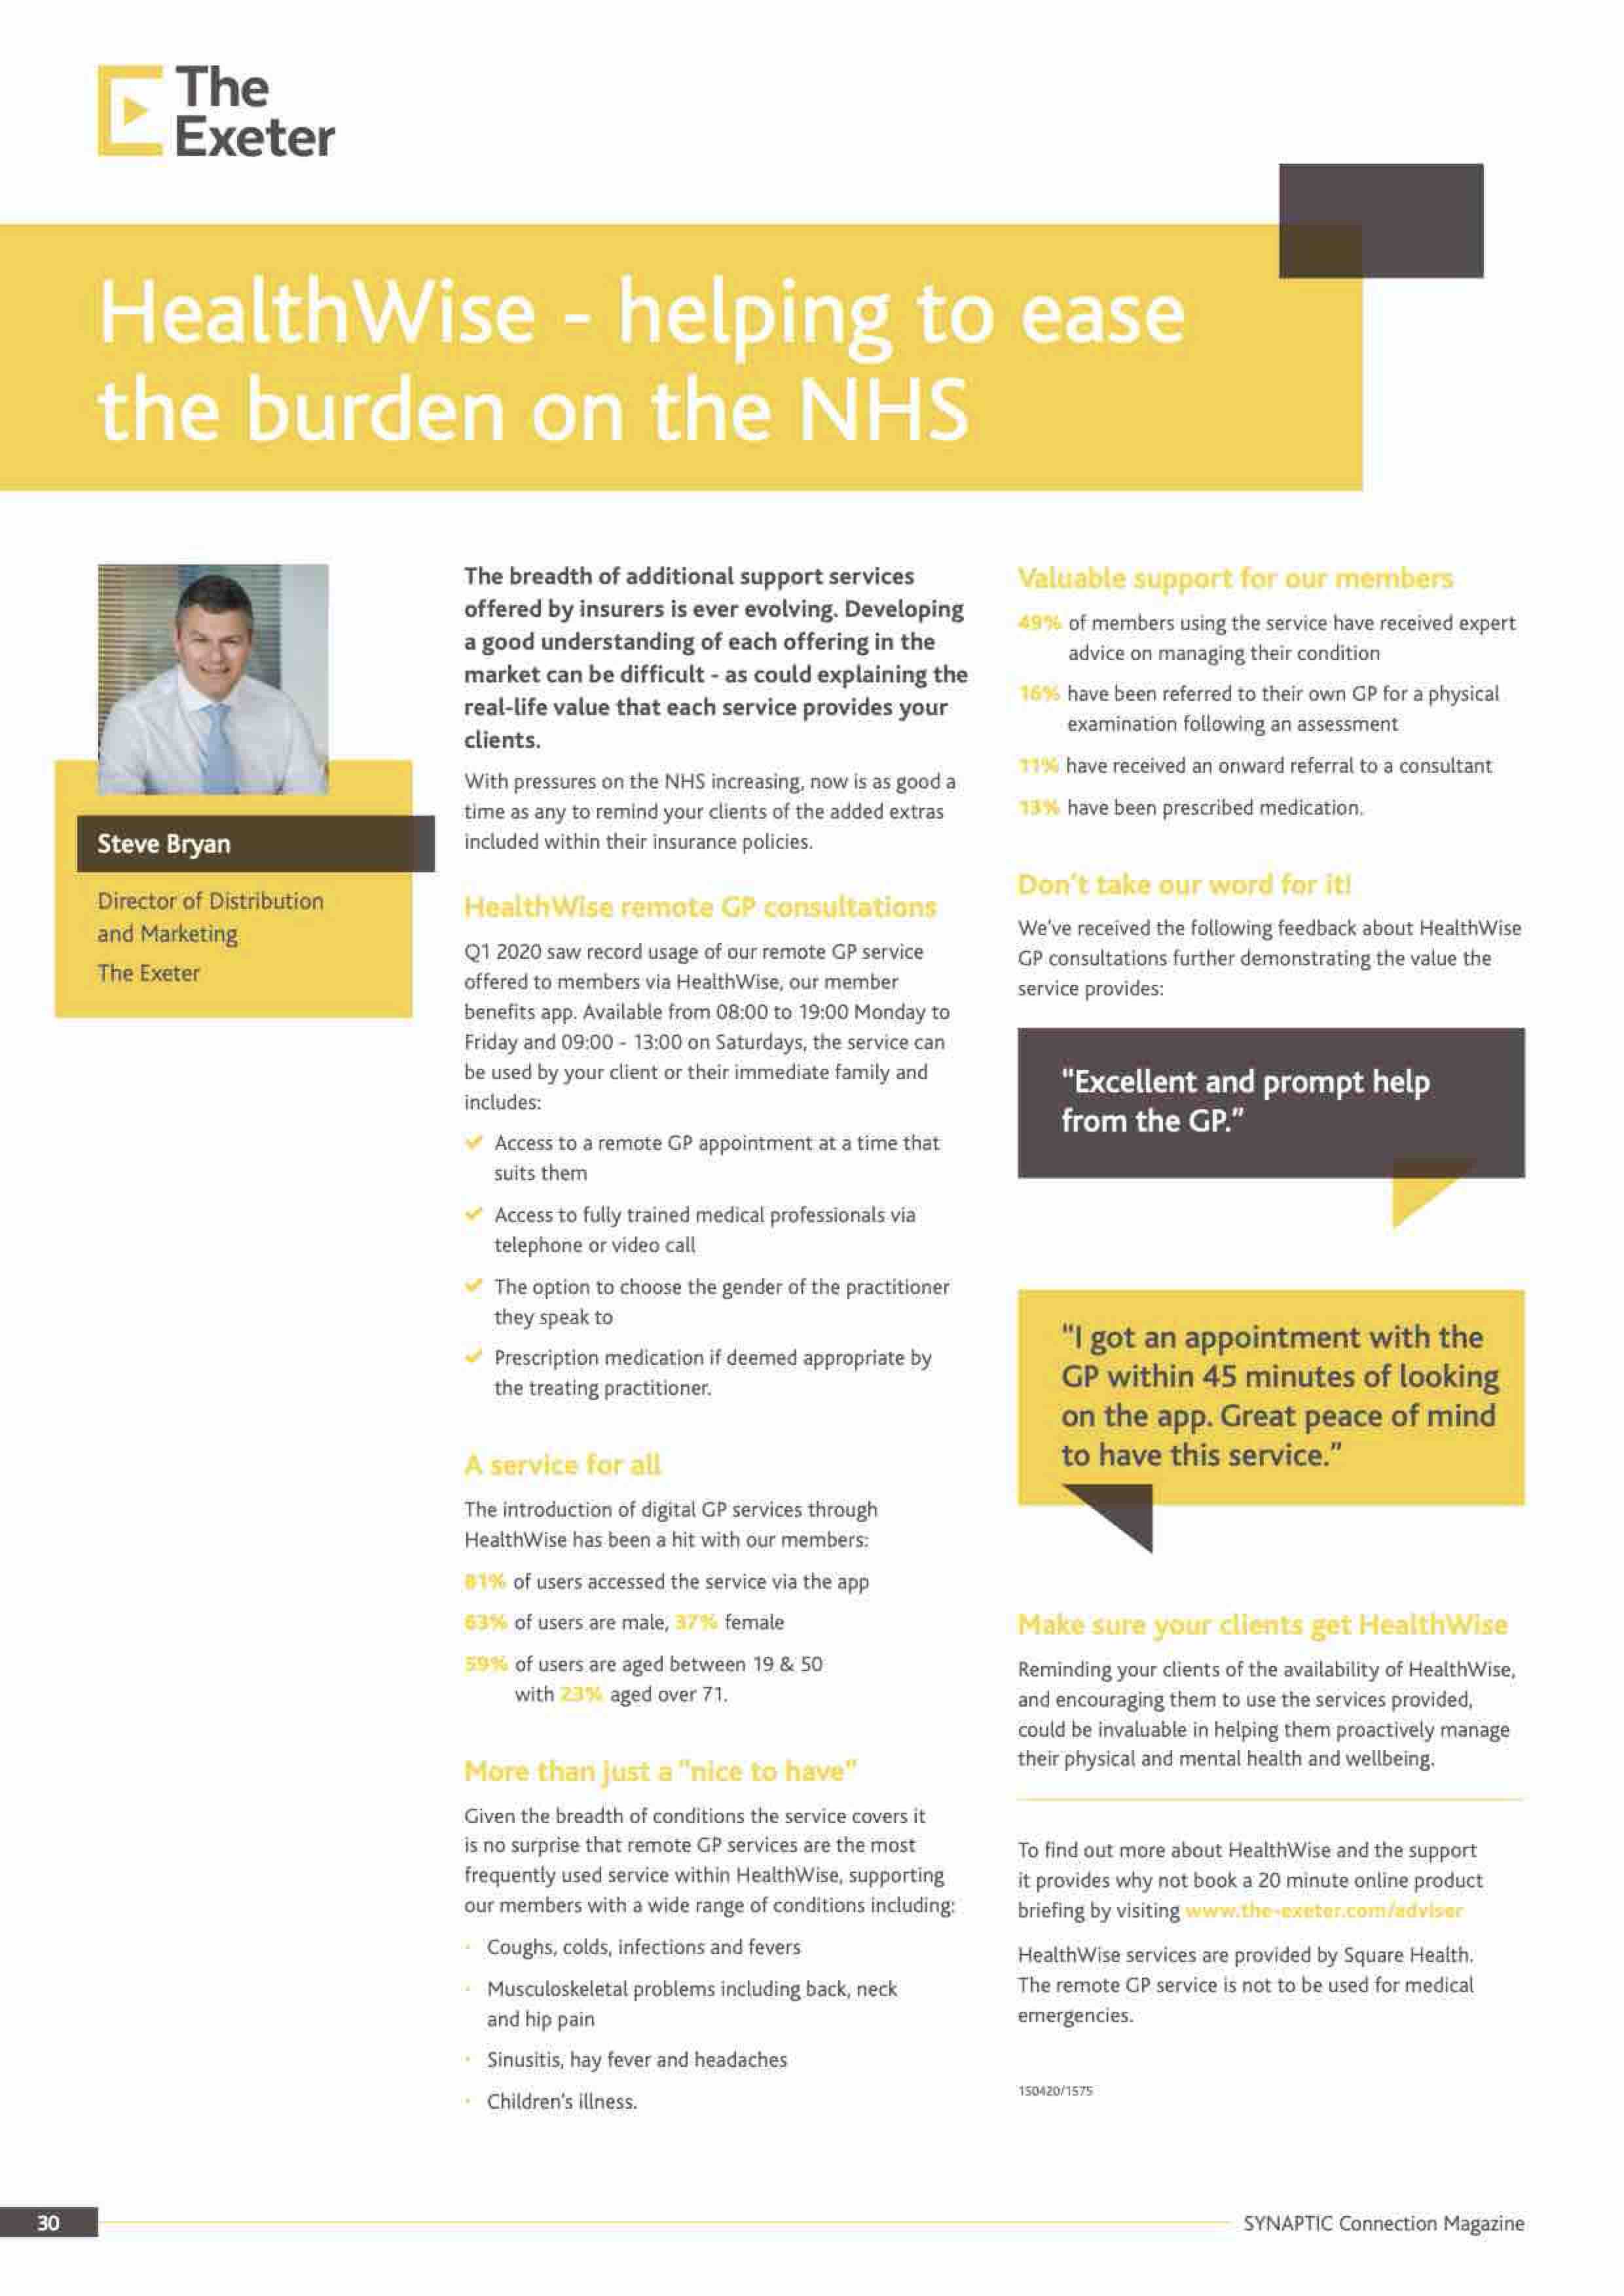 The
Exeter
HealthWise - helping to ease
the burden on the NHS
Steve Bryan
Director of Distribution
and Marketing
The Exeter
The breadth of additional support services
offered by insurers is ever evolving. Developing
a good understanding of each offering in the
market can be difficult - as could explaining the
real-life value that each service provides your
clients.
With pressures on the NHS increasing, now is as good a
time as any to remind your clients of the added extras
included within their insurance policies.
HealthWise remote GP consultations
Q1 2020 saw record usage of our remote GP service
offered to members via HealthWise, our member
benefits app. Available from 08:00 to 19:00 Monday to
Friday and 09:00 - 13:00 on Saturdays, the service can
be used by your client or their immediate family and
includes:
✓ Access to a remote GP appointment at a time that
suits them
✓ Access to fully trained medical professionals via
telephone or video call
✓ The option to choose the gender of the practitioner
they speak to
✓ Prescription medication if deemed appropriate by
the treating practitioner.
A service for all
The introduction of digital GP services through
HealthWise has been a hit with our members:
81% of users accessed the service via the app
63% of users are male, 37% female
59% of users are aged between 19 & 50
with 23% aged over 71.
More than just a "nice to have"
Given the breadth of conditions the service covers it
is no surprise that remote GP services are the most
frequently used service within HealthWise, supporting
our members with a wide range of conditions including:
· Coughs, colds, infections and fevers
· Musculoskeletal problems including back, neck
and hip pain
· Sinusitis, hay fever and headaches
· Children's illness.
Valuable support for our members
49% of members using the service have received expert
advice on managing their condition
16% have been referred to their own GP for a physical
examination following an assessment
11% have received an onward referral to a consultant
13% have been prescribed medication.
Don't take our word for it!
We've received the following feedback about HealthWise
GP consultations further demonstrating the value the
service provides:
"Excellent and prompt help
from the GP."
"I got an appointment with the
GP within 45 minutes of looking
on the app. Great peace of mind
to have this service."
Make sure your clients get HealthWise
Reminding your clients of the availability of HealthWise,
and encouraging them to use the services provided,
could be invaluable in helping them proactively manage
their physical and mental health and wellbeing.
To find out more about HealthWise and the support
it provides why not book a 20 minute online product
briefing by visiting www.the-exeter.com/adviser
HealthWise services are provided by Square Health.
The remote GP service is not to be used for medical
emergencies.
150420/1575
30
SYNAPTIC Connection Magazine